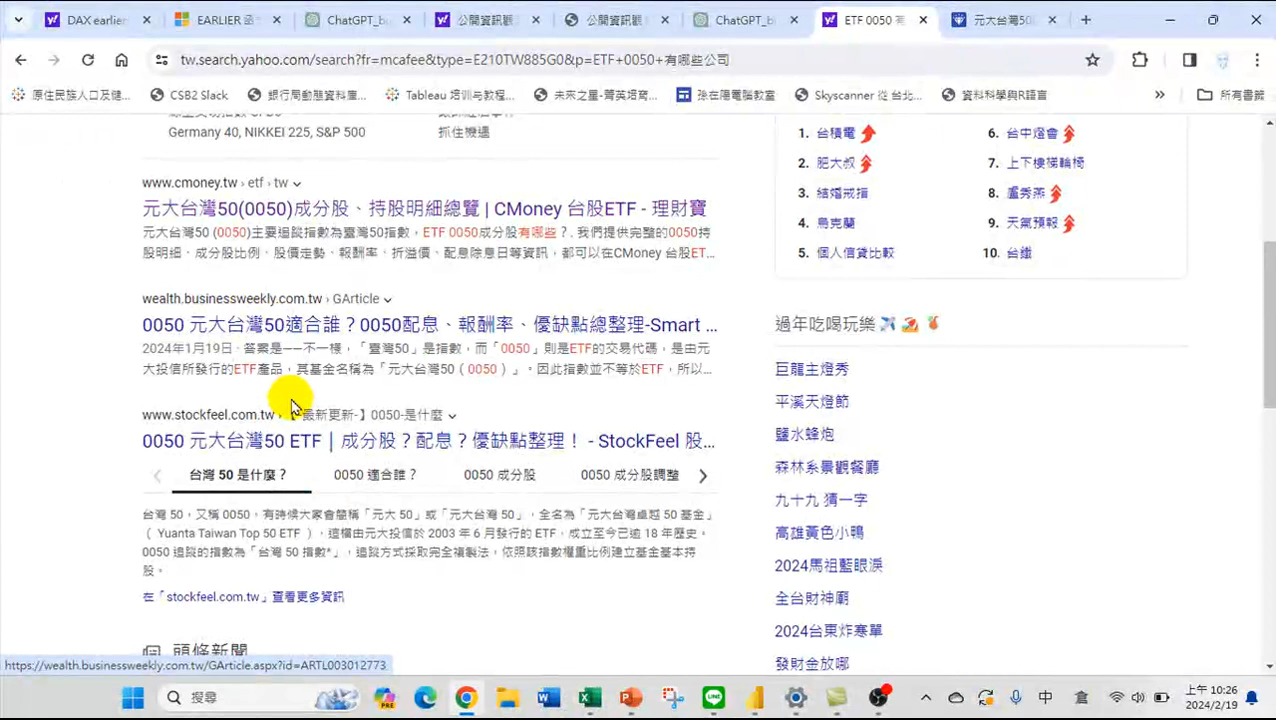 DAX earlier
EARLIER 函
ChatGPT_b
公開資訊觀
公開資訊觀
ChatGPT_b
ETF 0050 有
元大台灣50
tw.search.yahoo.com/search?fr=mcafee&type=E210TW885G0&p=ETF+0050+有哪些公司
原住民族人口及健...
CSB2 Slack
銀行局動態資料庫...
Tableau 培训与教程...
未來之星-菁英培育...
孫在陽電腦教室
Skyscanner 從 台北...
資料科學與R語言
»
所有書籤
Germany 40, NIKKEI 225, S&P 500
抓住機遇
www.cmoney.tw › etf › tw
元大台灣50(0050)成分股、持股明細總覽 | CMoney 台股ETF - 理財寶
元大台灣50 (0050)主要追蹤指數為臺灣50指數，ETF 0050成分股有哪些？. 我們提供完整的0050持
股明細、成分股比例、股價走勢、報酬率、折溢價、配息除息日等資訊，都可以在CMoney 台股ET...
wealth.businessweekly.com.tw › GArticle
0050 元大台灣50適合誰？0050配息、報酬率、優缺點總整理-Smart ...
2024年1月19日 · 答案是──不一樣，「臺灣50」是指數，而「0050」則是ETF的交易代碼，是由元
大投信所發行的ETF產品，其基金名稱為「元大台灣50（0050）」。因此指數並不等於ETF，所以...
www.stockfeel.com.tw › 【最新更新-】0050-是什麼
0050 元大台灣50 ETF｜成分股？配息？優缺點整理！ - StockFeel 股...
台灣 50 是什麼？
0050 適合誰？
0050 成分股
0050 成分股調整
台灣 50，又稱 0050，有時候大家會簡稱「元大 50」或「元大台灣 50」，全名為「元大台灣卓越 50 基金」
（ Yuanta Taiwan Top 50 ETF ），這檔由元大投信於 2003 年 6 月發行的 ETF，成立至今已逾 18 年歷史。
0050 追蹤的指數為「台灣 50 指數*」，追蹤方式採取完全複製法，依照該指數權重比例建立基金基本持
股。
在「stockfeel.com.tw」查看更多資訊
頭條新聞
1. 台積電
2. 肥大叔
3. 結婚戒指
4. 烏克蘭
5. 個人信貸比較
6. 台中燈會
7. 上下樓梯輪椅
8. 盧秀燕
9. 天氣預報
10. 台鐵
過年吃喝玩樂
巨龍主燈秀
平溪天燈節
鹽水蜂炮
森林系景觀餐廳
九十九 猜一字
高雄黃色小鴨
2024馬祖藍眼淚
全台財神廟
2024台東炸寒單
發財金放哪
https://wealth.businessweekly.com.tw/GArticle.aspx?id=ARTL003012773
搜尋
PRE
中
上午 10:26
2024/2/19